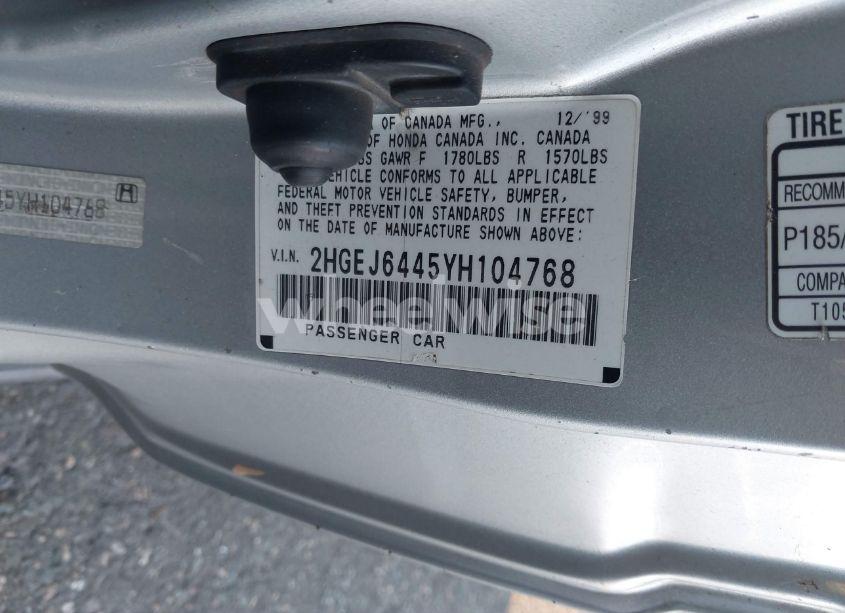 OF CANADA MFG., 12/'99
OF HONDA CANADA INC. CANADA
GAWR F 1780LBS R 1570LBS
VEHICLE CONFORMS TO ALL APPLICABLE
FEDERAL MOTOR VEHICLE SAFETY, BUMPER,
AND THEFT PREVENTION STANDARDS IN EFFECT
ON THE DATE OF MANUFACTURE SHOWN ABOVE:
V.I.N. 2HGEJ6445YH104768
wheelwise
PASSENGER CAR
45YH104768
TIRE
RECOMM
P185/
COMPA
T105